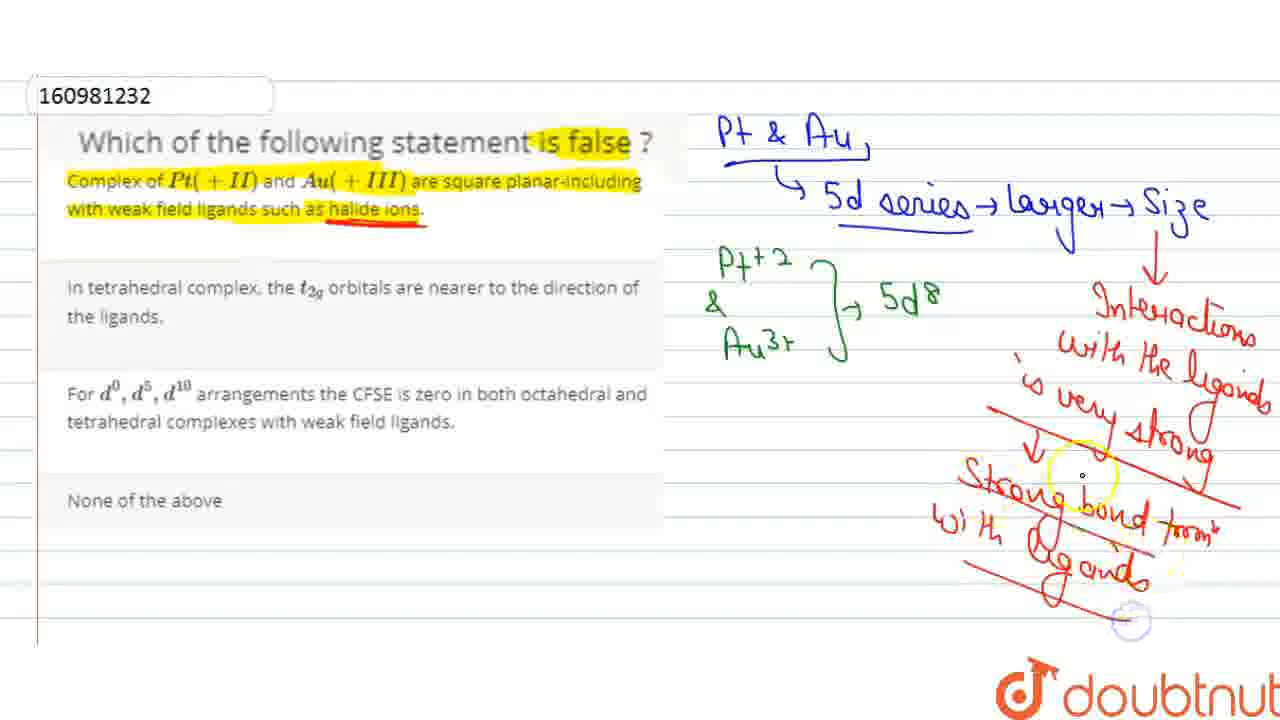 160981232
Which of the following statement is false ?
Complex of Pt(+II) and Au(+III) are square planar-including
with weak field ligands such as halide ions.
In tetrahedral complex, the t₂g orbitals are nearer to the direction of
the ligands.
For d⁰, d⁵, d¹⁰ arrangements the CFSE is zero in both octahedral and
tetrahedral complexes with weak field ligands.
None of the above
Pt & Au,
↳ 5d series → larger → Size
Pt+2
&
Au3+
→ 5d8
↓
Interactions
with the ligands
is very strong
↓
Strong bond
with ligands
doubtnut